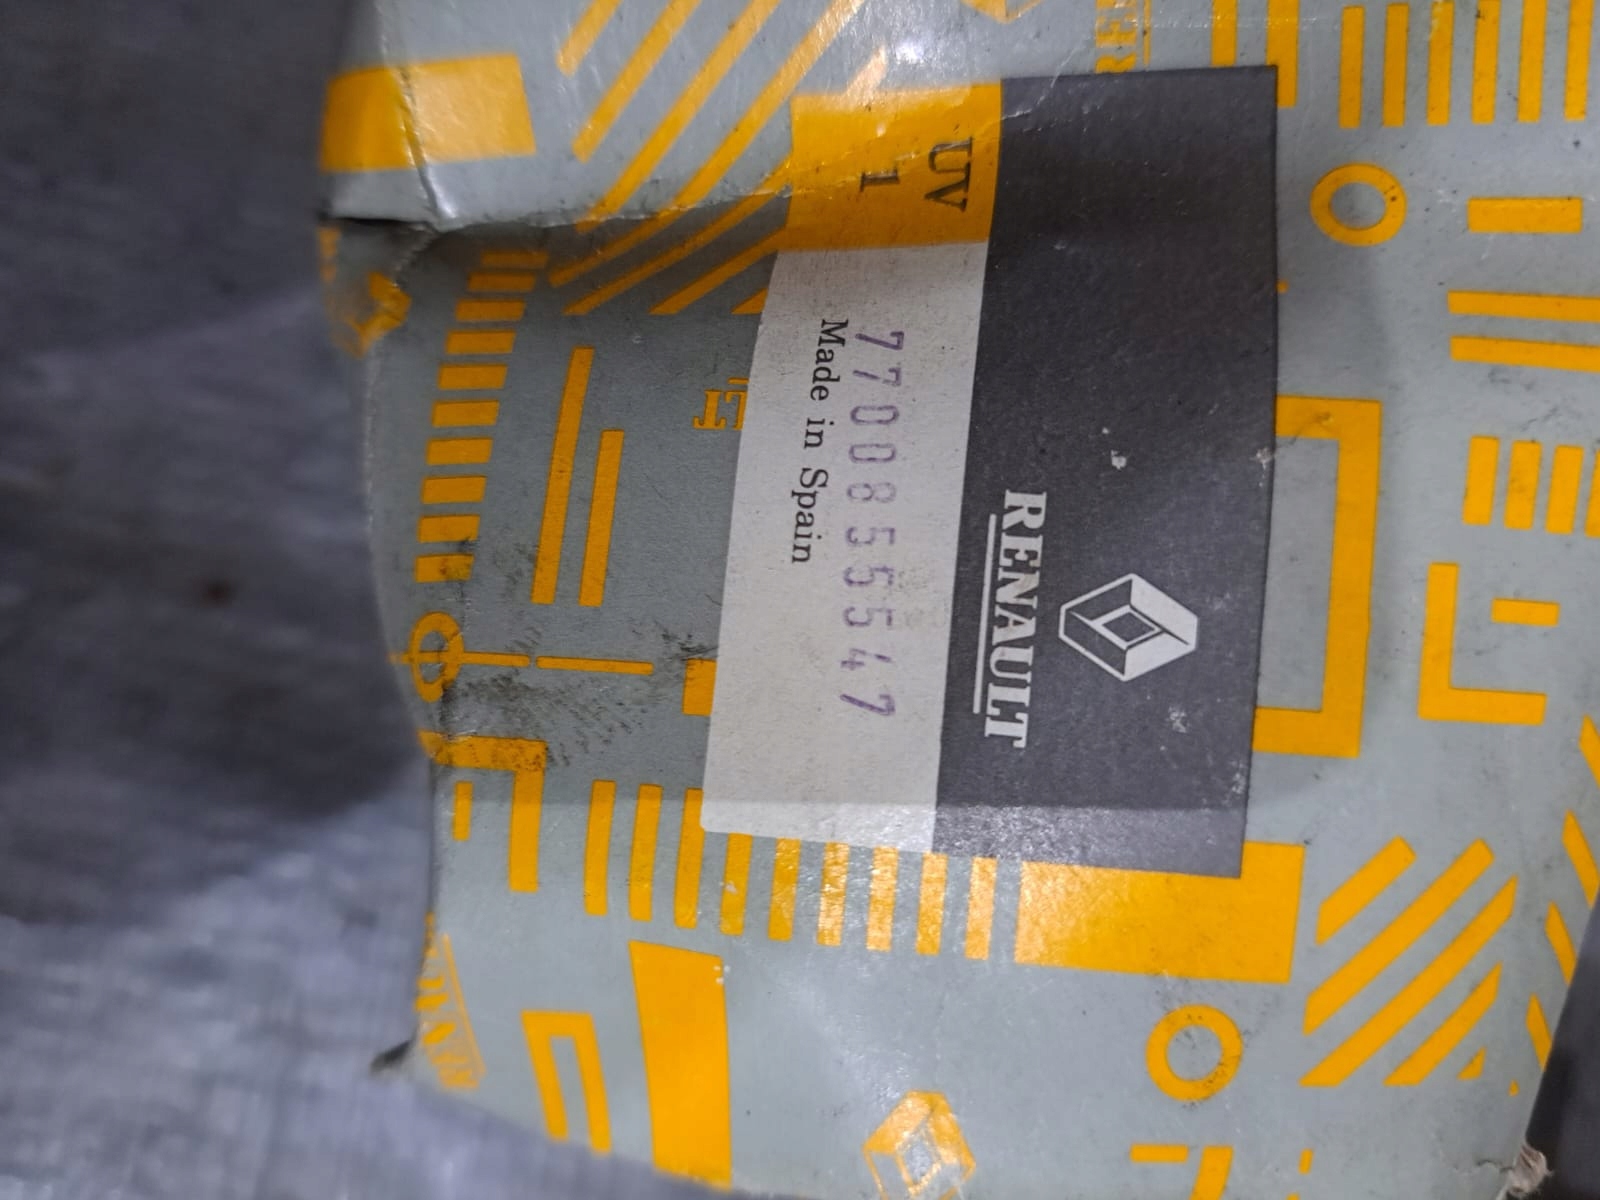 RENAULT
UV
1
7700855547
Made in Spain